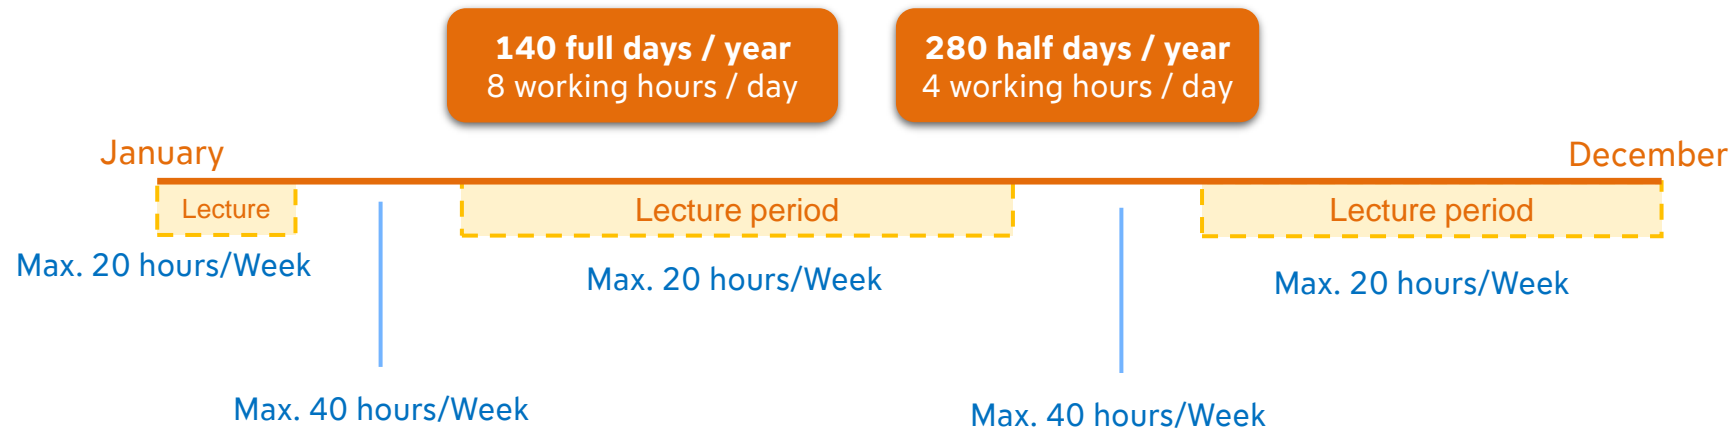 140 full days / year
8 working hours / day
280 half days / year
4 working hours / day
January
December
Lecture
Lecture period
Lecture period
Max. 20 hours/Week
Max. 20 hours/Week
Max. 20 hours/Week
Max. 40 hours/Week
Max. 40 hours/Week